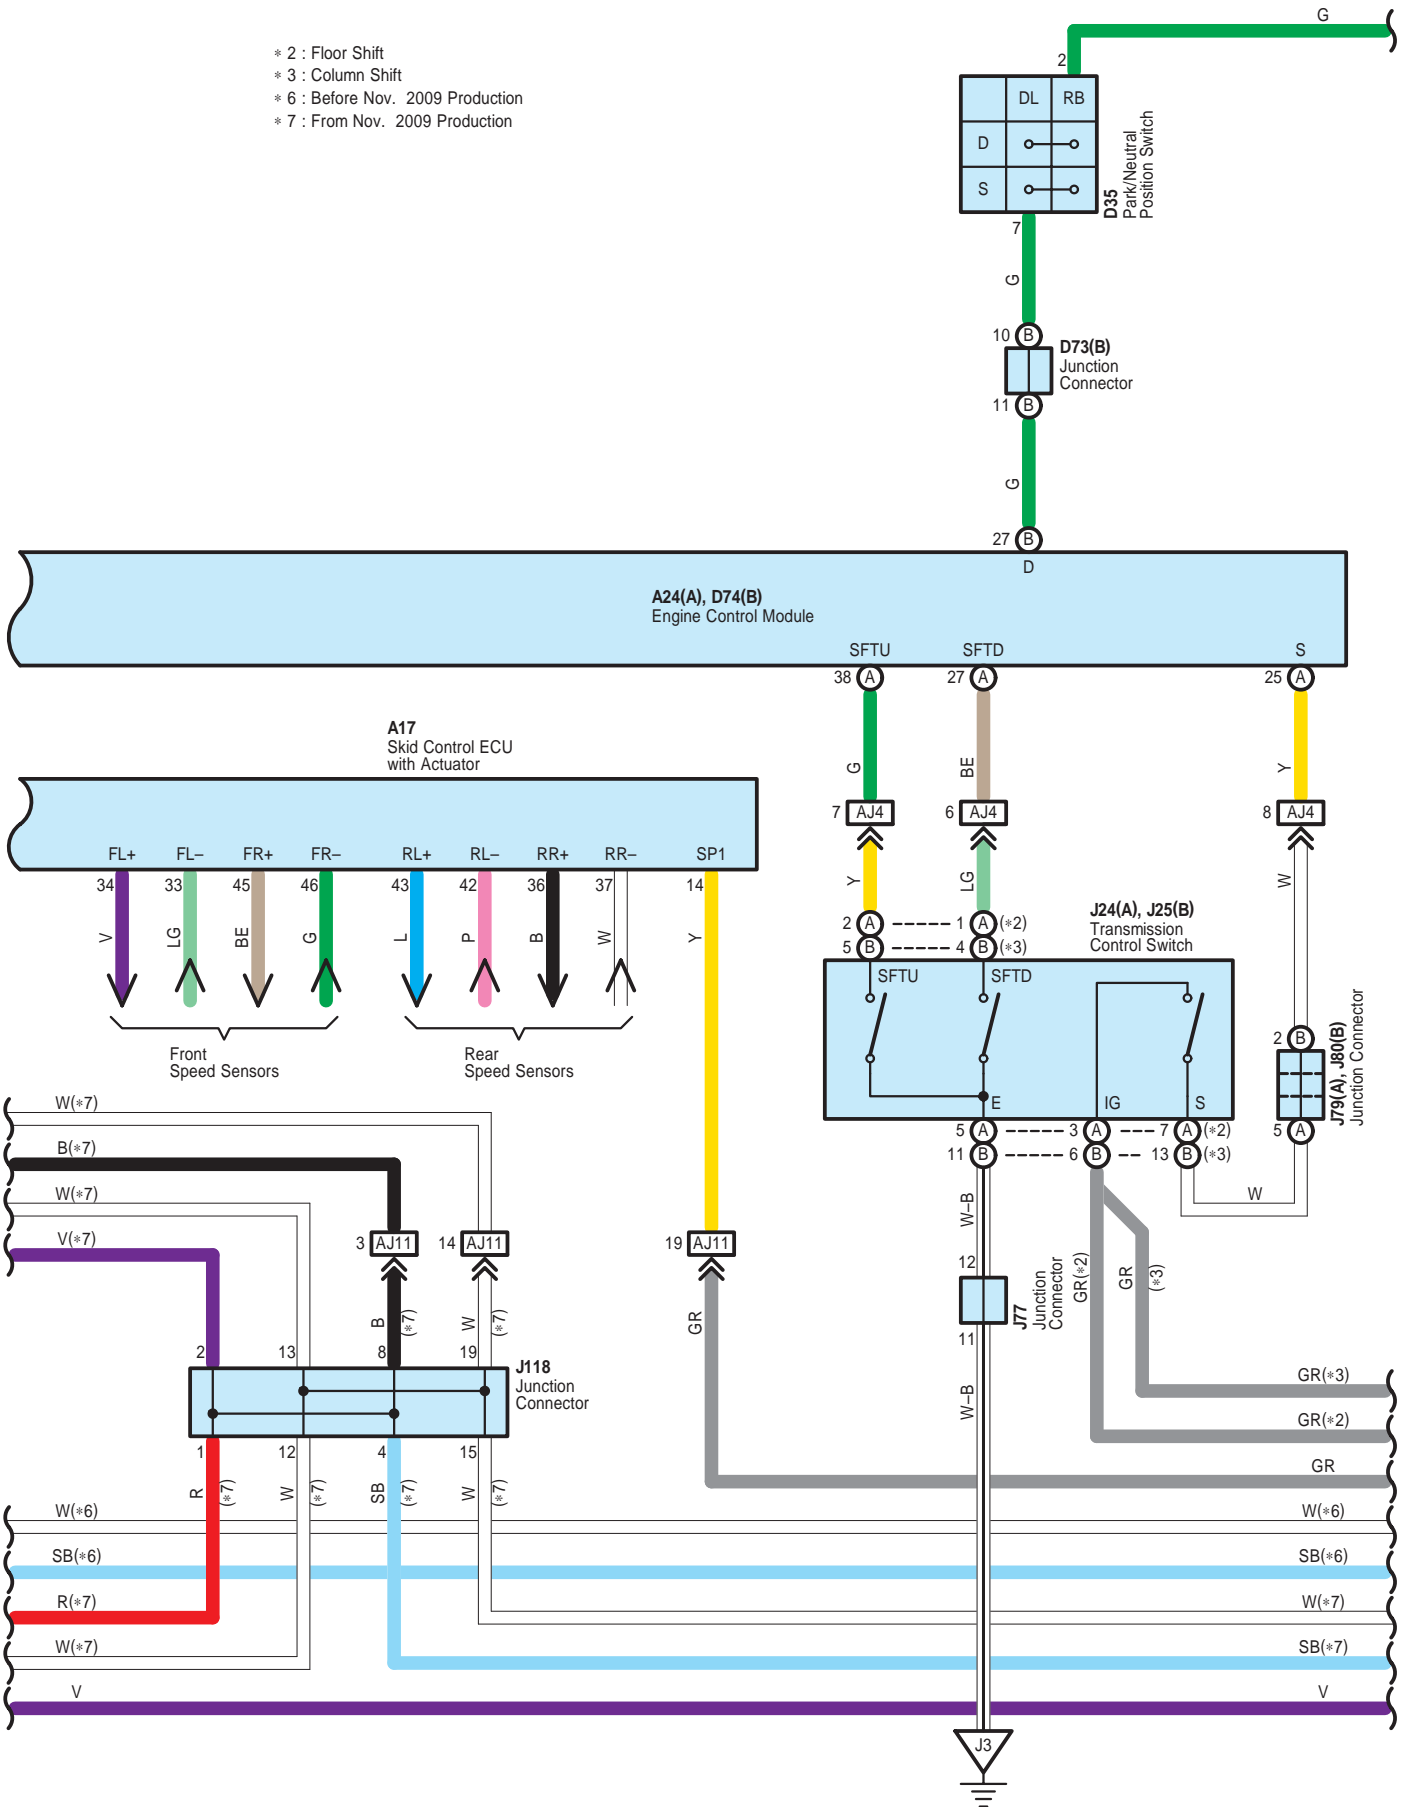 ∗ 2 : Floor Shift
∗ 3 : Column Shift
∗ 6 : Before Nov. 2009 Production
∗ 7 : From Nov. 2009 Production
G
2
DL RB
D
S
D35
Park/Neutral
Position Switch
7
G
10 B
D73(B)
Junction
Connector
11 B
G
27 B
D
A24(A), D74(B)
Engine Control Module
SFTU SFTD S
38 A 27 A 25 A
G BE Y
7 AJ4 6 AJ4 8 AJ4
Y LG W
A17
Skid Control ECU
with Actuator
FL+ FL– FR+ FR– RL+ RL– RR+ RR– SP1
34 33 45 46 43 42 36 37 14
V LG BE G L P B W Y
Front
Speed Sensors
Rear
Speed Sensors
2 A 1 A (∗2)
5 B 4 B (∗3)
J24(A), J25(B)
Transmission
Control Switch
SFTU SFTD
E IG S
5 A 3 A 7 A (∗2)
11 B 6 B 13 B (∗3)
2 B
J79(A), J80(B)
Junction Connector
5 A
W
W(∗7)
B(∗7)
W(∗7)
V(∗7)
3 AJ11 14 AJ11 19 AJ11
B (∗7) W (∗7) GR
2 13 8 19
J118
Junction
Connector
1 12 4 15
R (∗7) W (∗7) SB (∗7) W (∗7)
W–B
12
J77
Junction
Connector
11
W–B
GR(∗2)
GR (∗3)
GR(∗3)
GR(∗2)
GR
W(∗6) W(∗6)
SB(∗6) SB(∗6)
R(∗7) W(∗7)
W(∗7) SB(∗7)
V V
J3